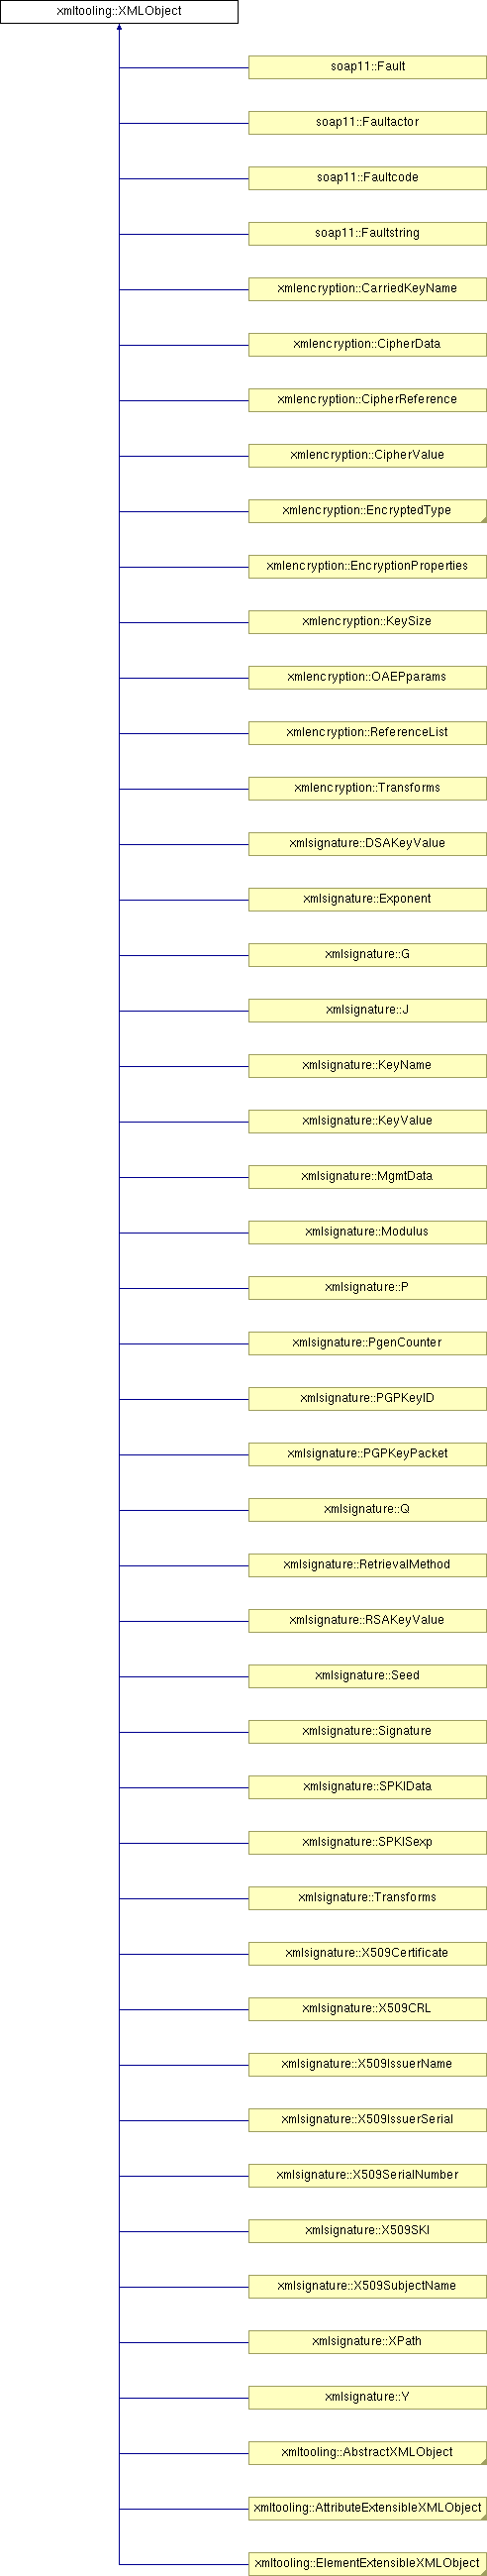 xmltooling::XMLObject
soap11::Fault
soap11::Faultactor
soap11::Faultcode
soap11::Faultstring
xmlencryption::CarriedKeyName
xmlencryption::CipherData
xmlencryption::CipherReference
xmlencryption::CipherValue
xmlencryption::EncryptedType
xmlencryption::EncryptionProperties
xmlencryption::KeySize
xmlencryption::OAEPparams
xmlencryption::ReferenceList
xmlencryption::Transforms
xmlsignature::DSAKeyValue
xmlsignature::Exponent
xmlsignature::G
xmlsignature::J
xmlsignature::KeyName
xmlsignature::KeyValue
xmlsignature::MgmtData
xmlsignature::Modulus
xmlsignature::P
xmlsignature::PgenCounter
xmlsignature::PGPKeyID
xmlsignature::PGPKeyPacket
xmlsignature::Q
xmlsignature::RetrievalMethod
xmlsignature::RSAKeyValue
xmlsignature::Seed
xmlsignature::Signature
xmlsignature::SPKIData
xmlsignature::SPKISexp
xmlsignature::Transforms
xmlsignature::X509Certificate
xmlsignature::X509CRL
xmlsignature::X509IssuerName
xmlsignature::X509IssuerSerial
xmlsignature::X509SerialNumber
xmlsignature::X509SKI
xmlsignature::X509SubjectName
xmlsignature::XPath
xmlsignature::Y
xmltooling::AbstractXMLObject
xmltooling::AttributeExtensibleXMLObject
xmltooling::ElementExtensibleXMLObject